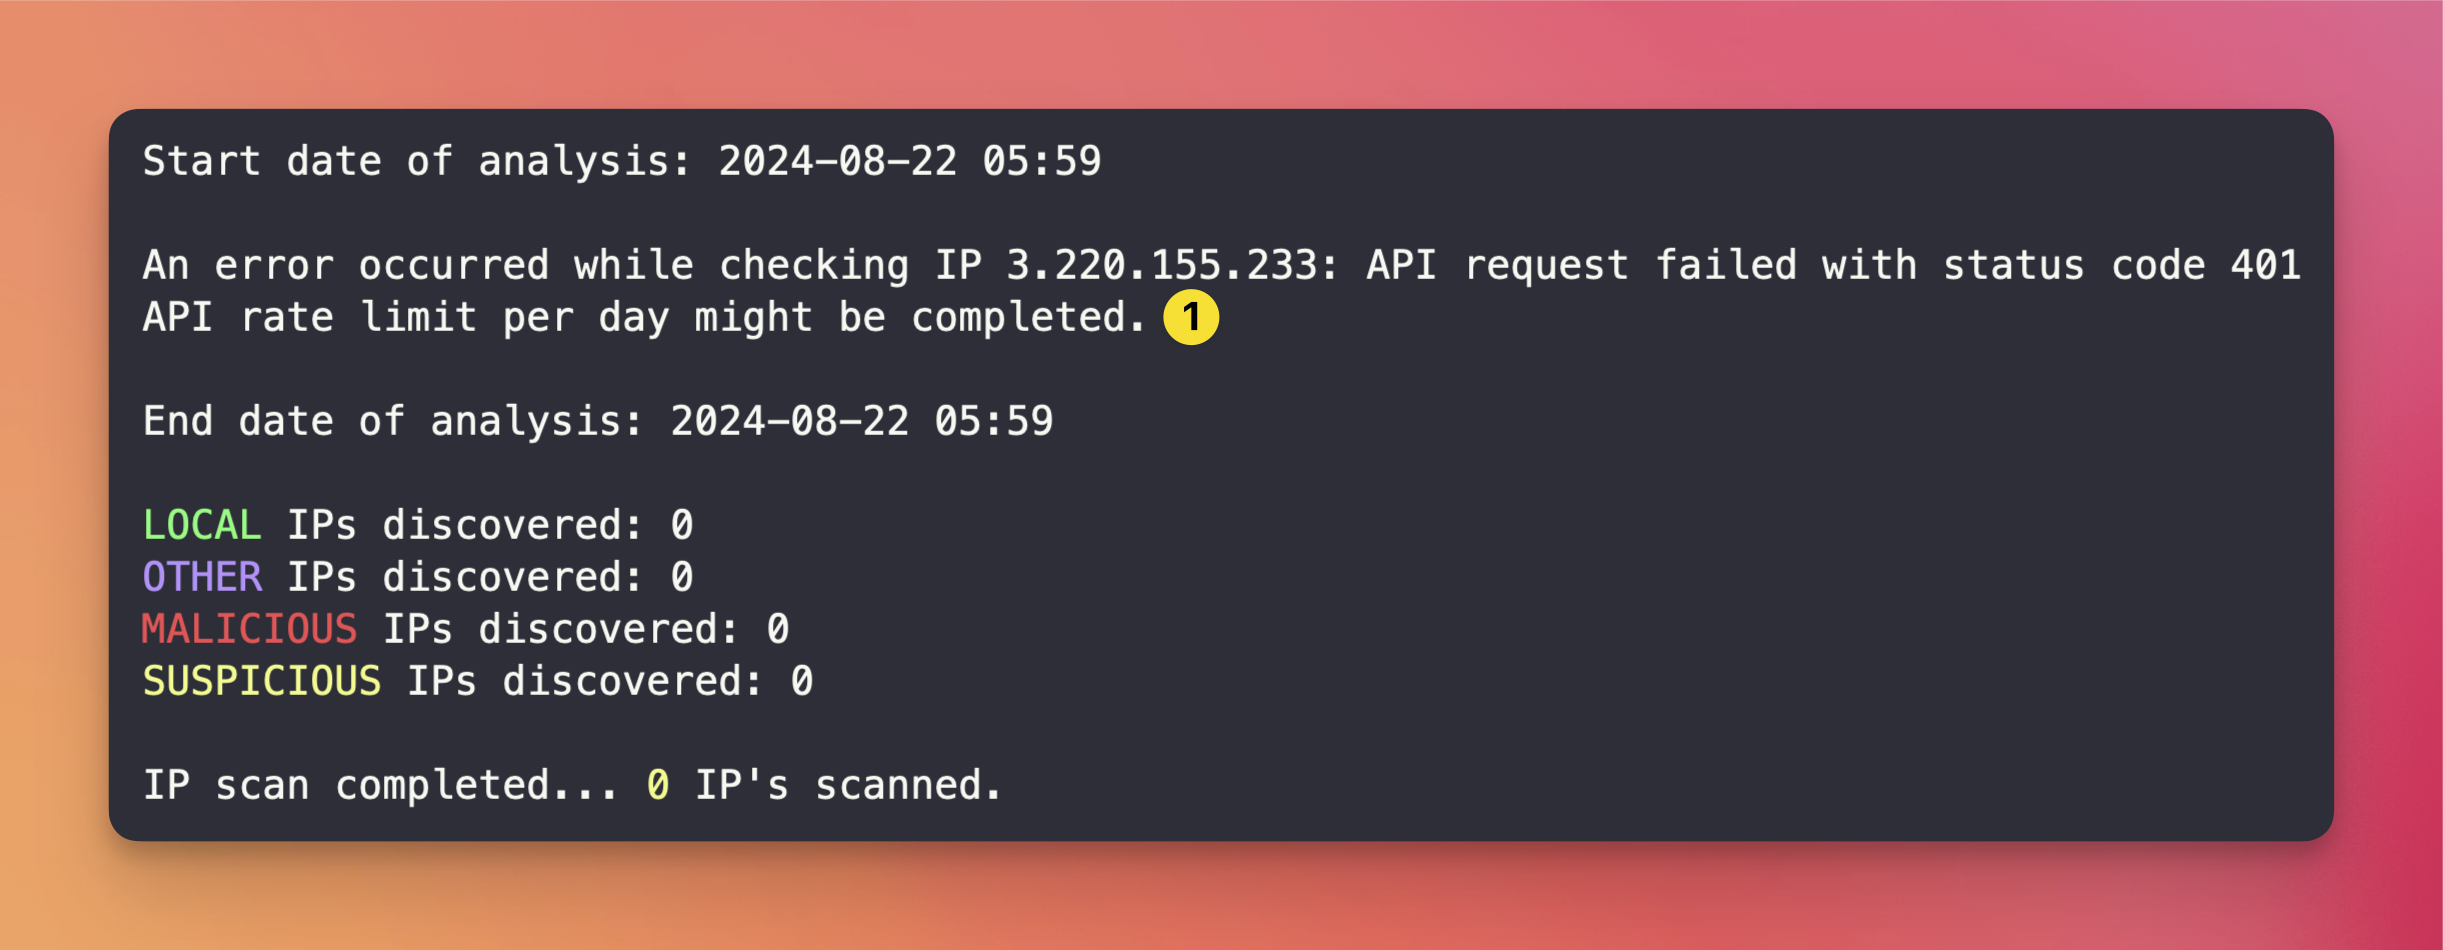 Start date of analysis: 2024-08-22 05:59
An error occurred while checking IP 3.220.155.233: API request failed with status code 401
API rate limit per day might be completed. 1
End date of analysis: 2024-08-22 05:59
LOCAL IPs discovered: 0
OTHER IPs discovered: 0
MALICIOUS IPs discovered: 0
SUSPICIOUS IPs discovered: 0
IP scan completed... 0 IP's scanned.